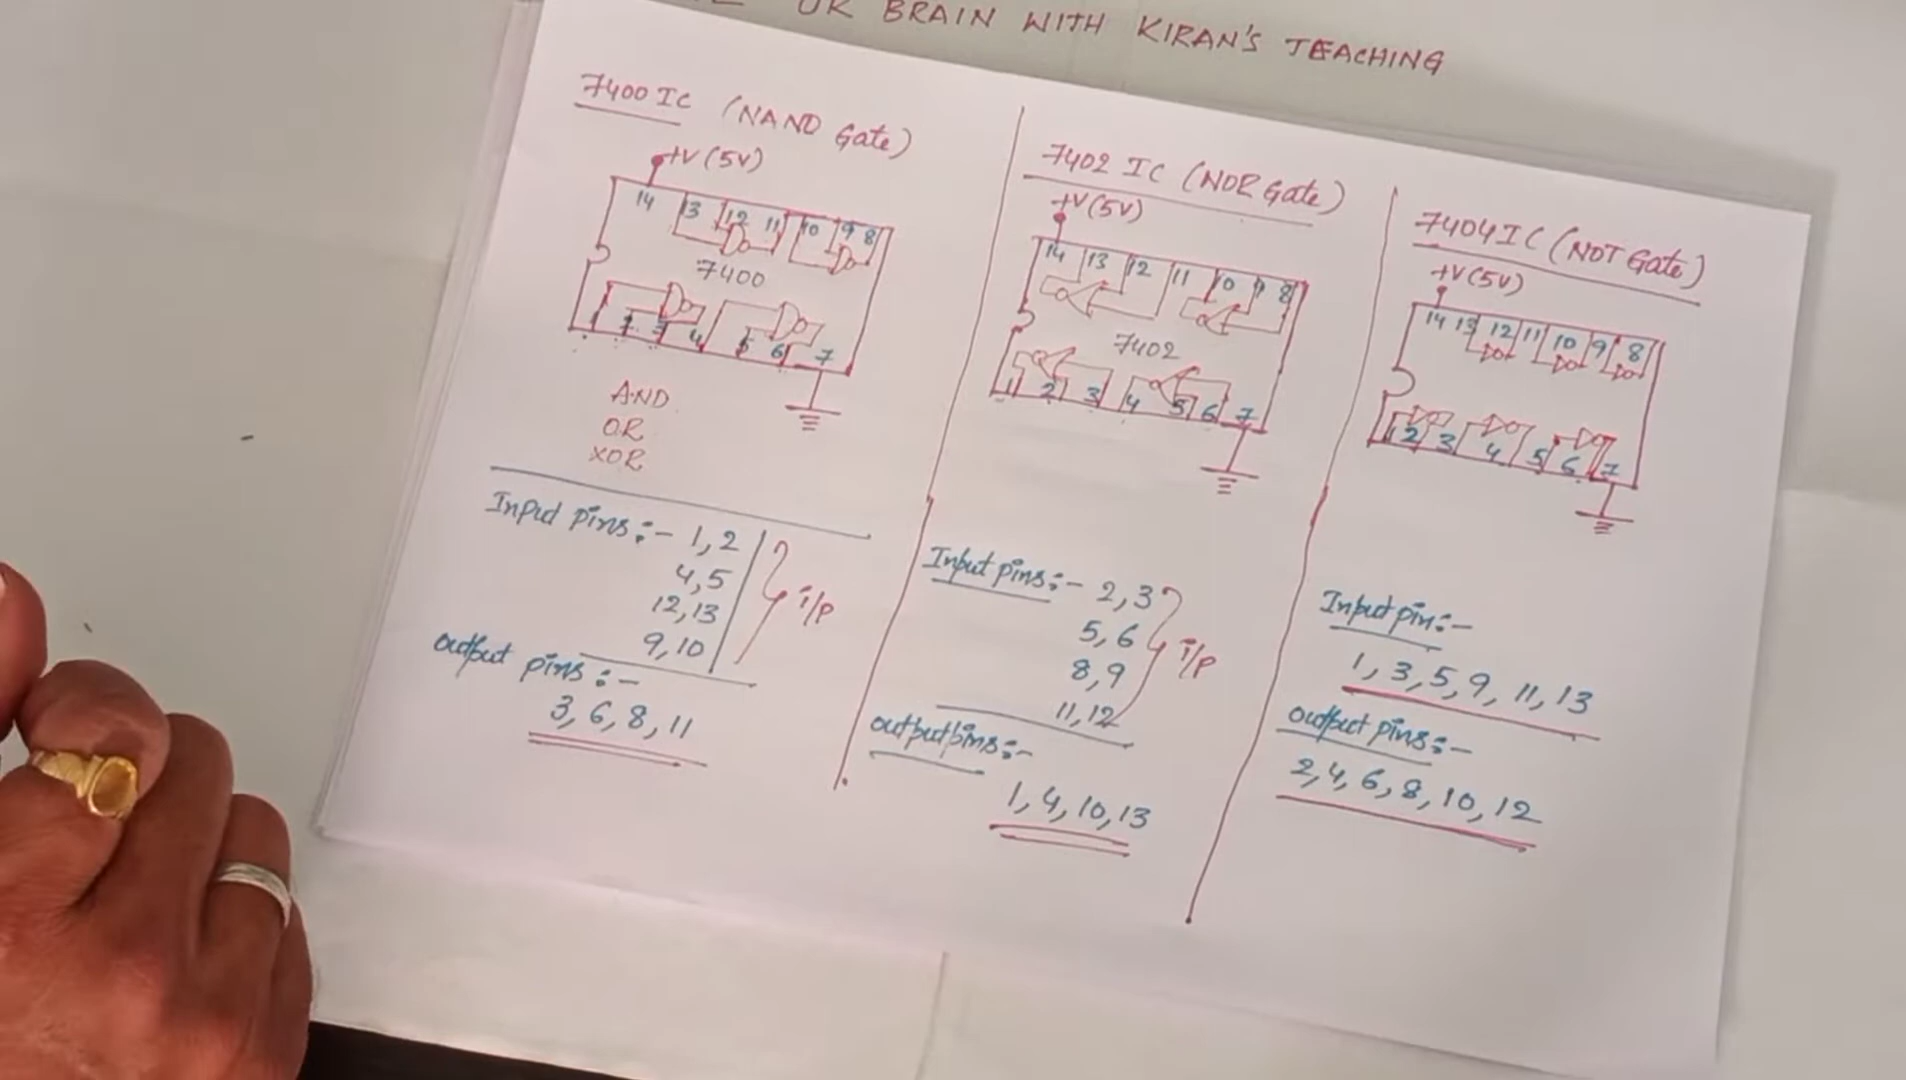 OR BRAIN WITH KIRAN'S TEACHING
7400 IC (NAND Gate)
+V (5V)
14 13 12 11 10 9 8
7400
1 2 3 4 5 6 7
AND
OR
XOR
Input pins:- 1, 2
4, 5
12, 13
9, 10
i/p
output pins:-
3, 6, 8, 11
7402 IC (NOR Gate)
+V (5V)
14 13 12 11 10 9 8
7402
1 2 3 4 5 6 7
Input pins:- 2, 3
5, 6
8, 9
11, 12
i/p
output pins:-
1, 4, 10, 13
7404 IC (NOT Gate)
+V (5V)
14 13 12 11 10 9 8
1 2 3 4 5 6 7
Input pin:-
1, 3, 5, 9, 11, 13
output pins:-
2, 4, 6, 8, 10, 12